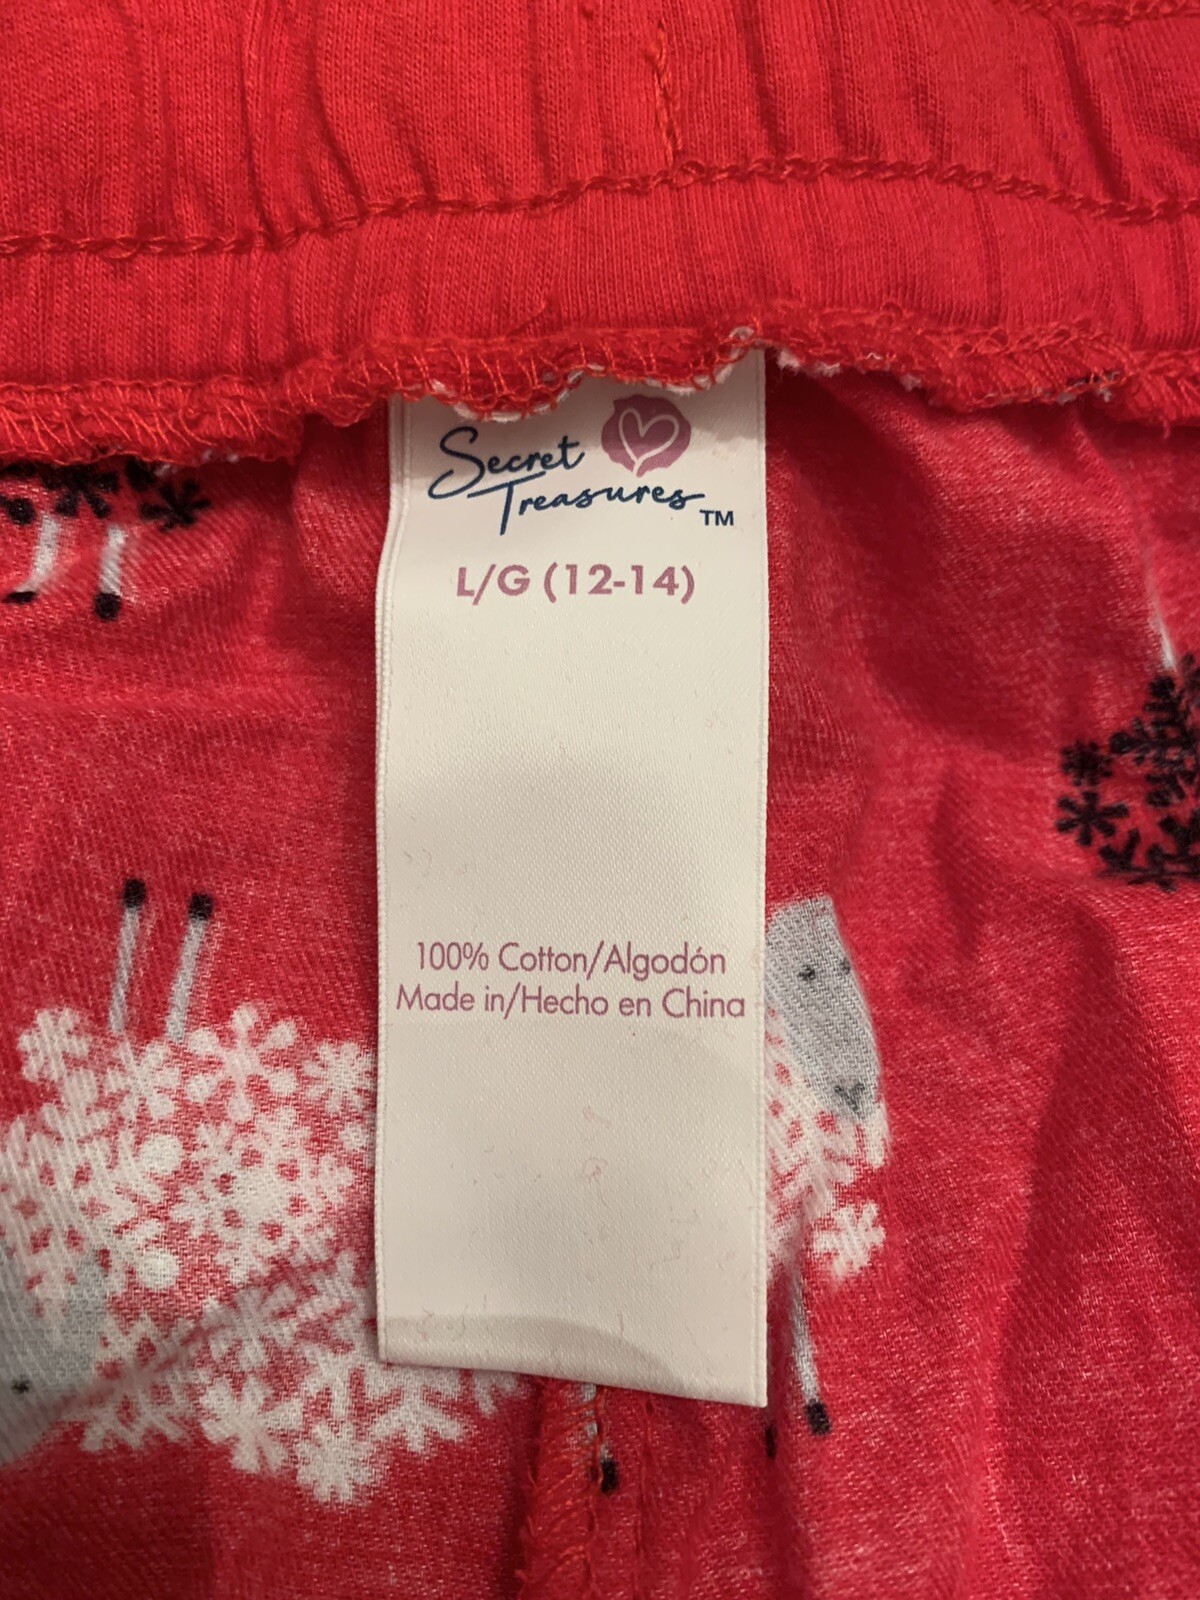 Secret
Treasures TM
L/G (12-14)
100% Cotton/Algodón
Made in/Hecho en China